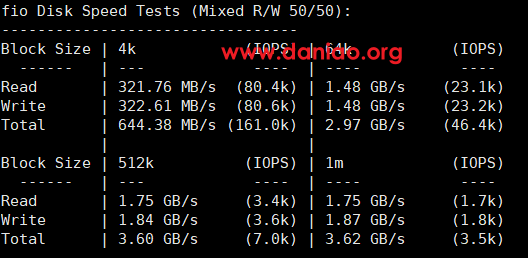 fio Disk Speed Tests (Mixed R/W 50/50):
---------------------------------
Block Size | 4k            (IOPS) | 64k           (IOPS)
  ------   | ---            ----  | ----           ----
Read       | 321.76 MB/s  (80.4k) | 1.48 GB/s    (23.1k)
Write      | 322.61 MB/s  (80.6k) | 1.48 GB/s    (23.2k)
Total      | 644.38 MB/s (161.0k) | 2.97 GB/s    (46.4k)
           |                      |
Block Size | 512k          (IOPS) | 1m            (IOPS)
  ------   | ---            ----  | ---            ----
Read       | 1.75 GB/s     (3.4k) | 1.75 GB/s     (1.7k)
Write      | 1.84 GB/s     (3.6k) | 1.87 GB/s     (1.8k)
Total      | 3.60 GB/s     (7.0k) | 3.62 GB/s     (3.5k)
www.danido.org